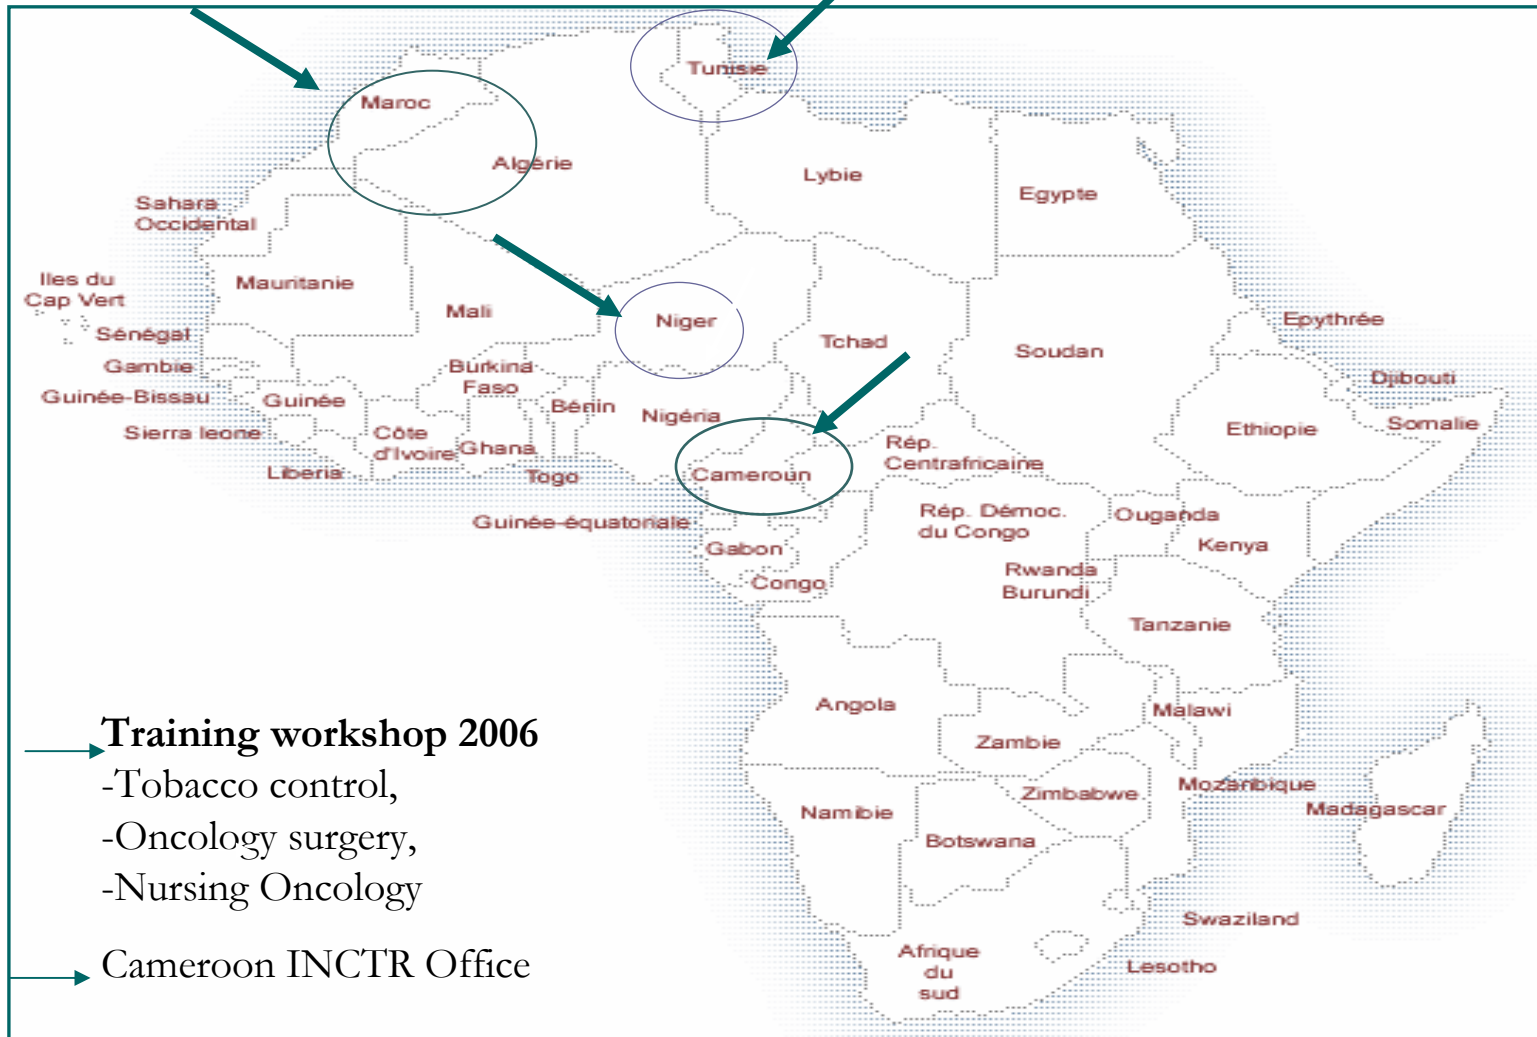 Tunisie
Maroc
Algérie
Lybie
Egypte
Sahara
Occidental
Iles du
Cap Vert
Mauritanie
Mali
Niger
Tchad
Soudan
Epythrée
Sénégal
Gambie
Burkina
Faso
Djibouti
Guinée-Bissau
Guinée
Bénin
Nigéria
Somalie
Ethiopie
Sierra leone
Côte
d'Ivoire
Ghana
Rép.
Centrafricaine
Liberia
Togo
Cameroun
Guinée-équatoriale
Rép. Démoc.
du Congo
Ouganda
Kenya
Gabon
Congo
Rwanda
Burundi
Tanzanie
Angola
Malawi
Zambie
Zimbabwe
Mozanbique
Madagascar
Namibie
Botswana
Swaziland
Afrique
du
sud
Lesotho
Training workshop 2006
-Tobacco control,
-Oncology surgery,
-Nursing Oncology
Cameroon INCTR Office